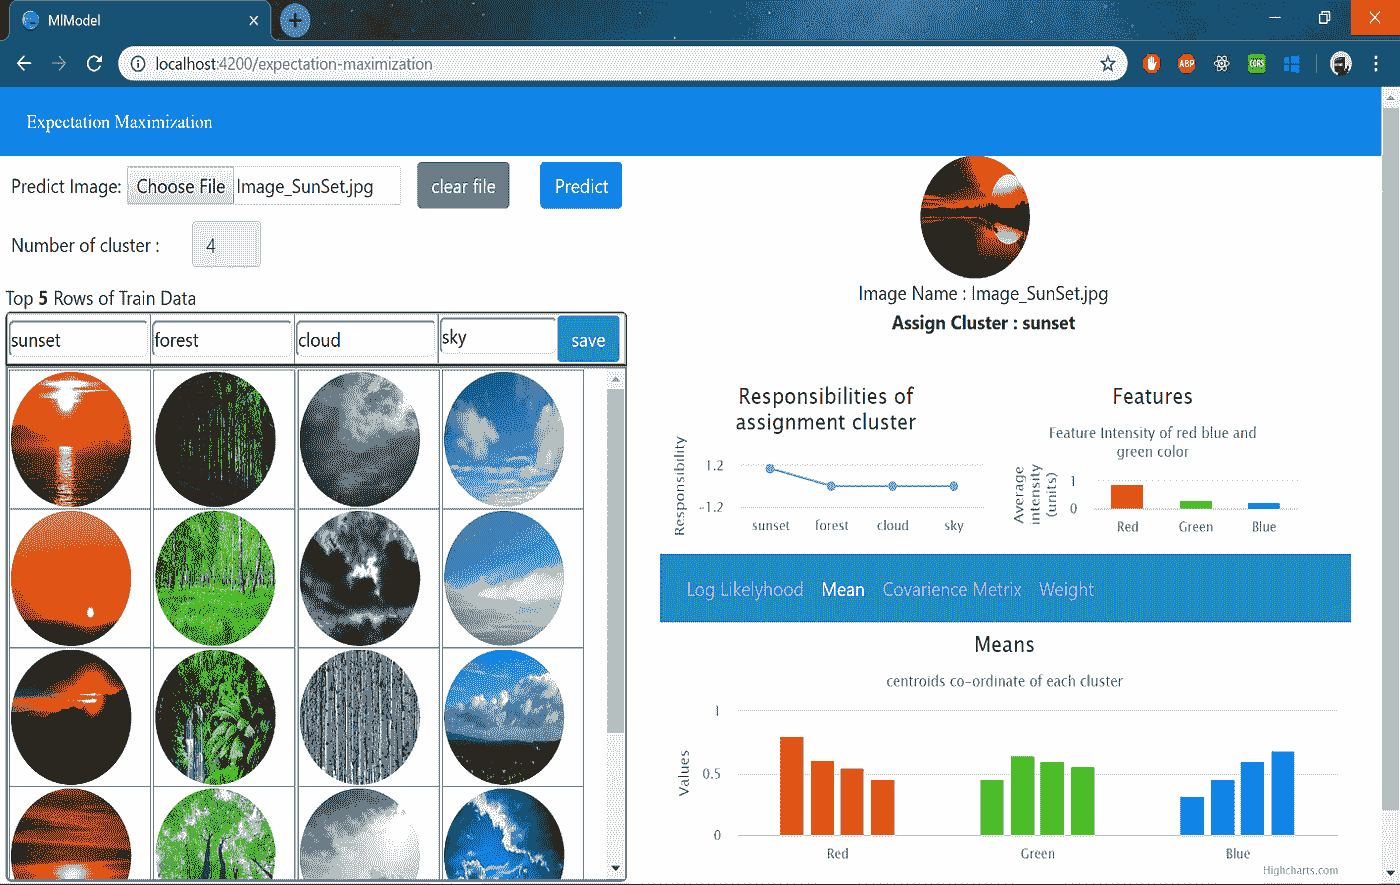 MlModel
localhost:4200/expectation-maximization
ABP
CORS
Expectation Maximization
Predict Image: Choose File Image_SunSet.jpg clear file Predict
Number of cluster : 4
Top 5 Rows of Train Data
sunset forest cloud sky save
Image Name : Image_SunSet.jpg
Assign Cluster : sunset
Responsibilities of
assignment cluster
Responsibility
1.2
-1.2
sunset forest cloud sky
Features
Feature Intensity of red blue and
green color
Average
intensity
(units)
1
0
Red Green Blue
Log Likelyhood Mean Covarience Metrix Weight
Means
centroids co-ordinate of each cluster
Values
1
0.5
0
Red Green Blue
Highcharts.com